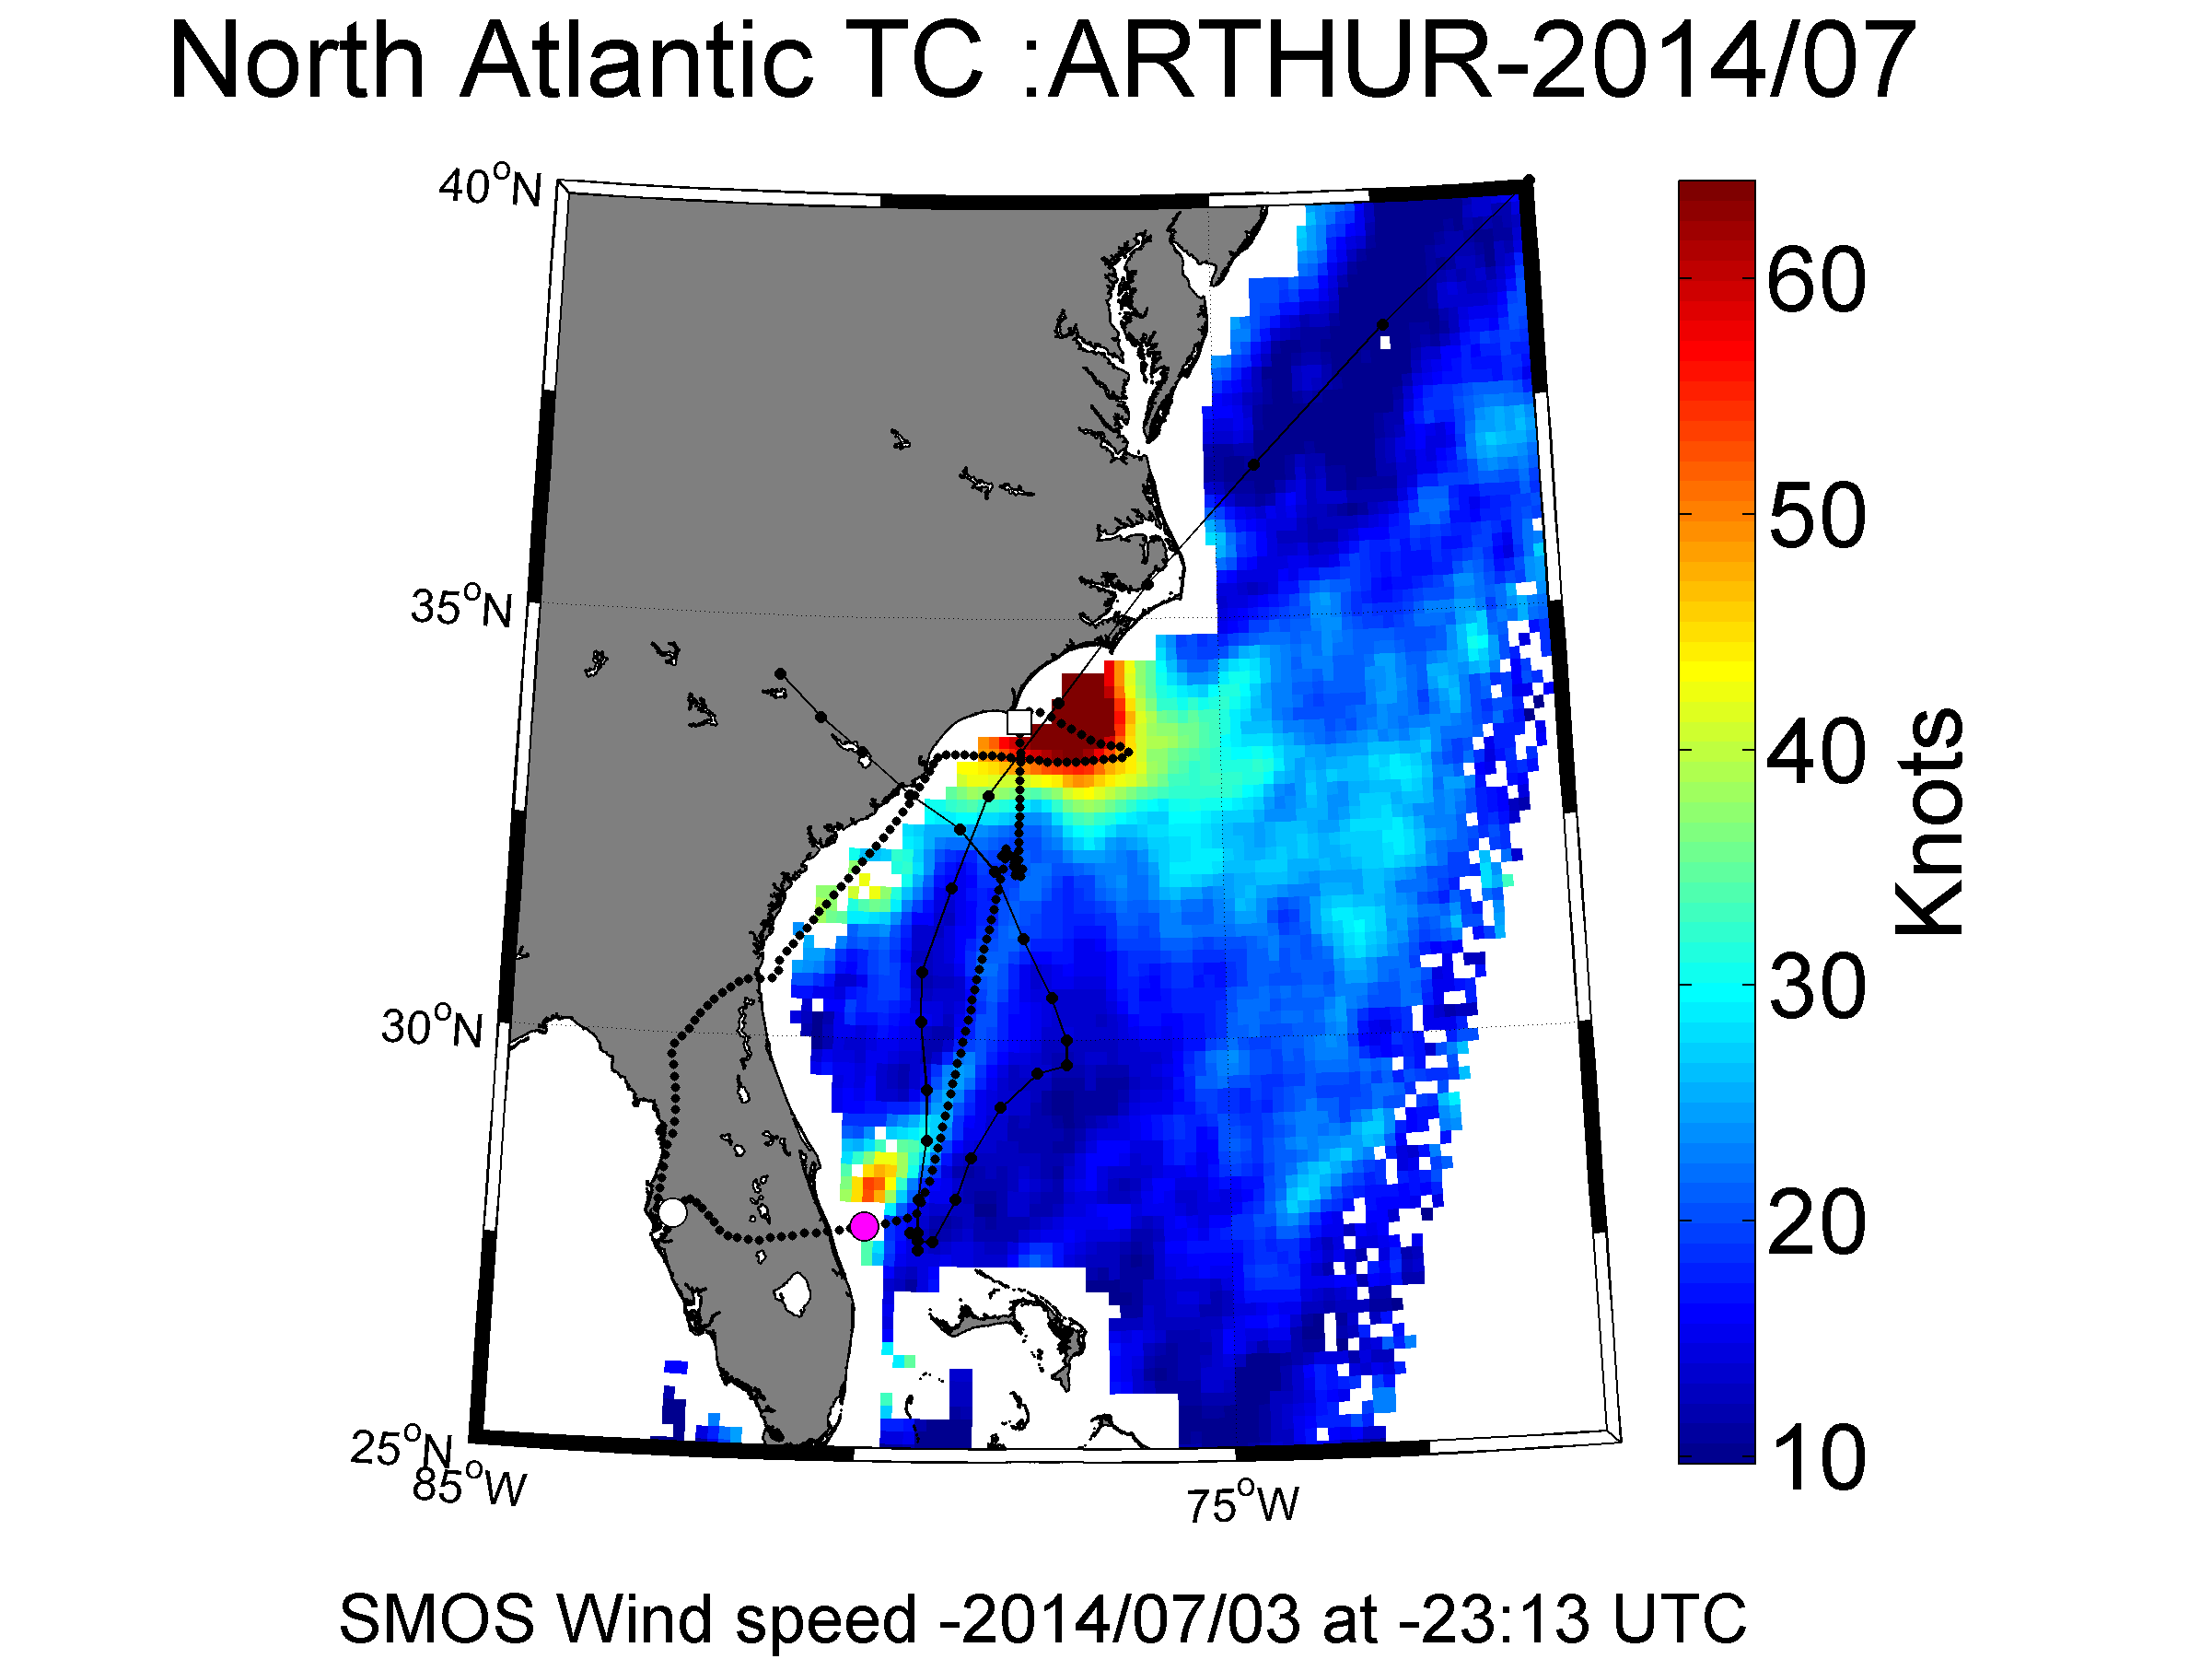 North Atlantic TC :ARTHUR-2014/07
40°N
35°N
30°N
25°N
85°W
75°W
60
50
40
30
20
10
Knots
SMOS Wind speed -2014/07/03 at -23:13 UTC